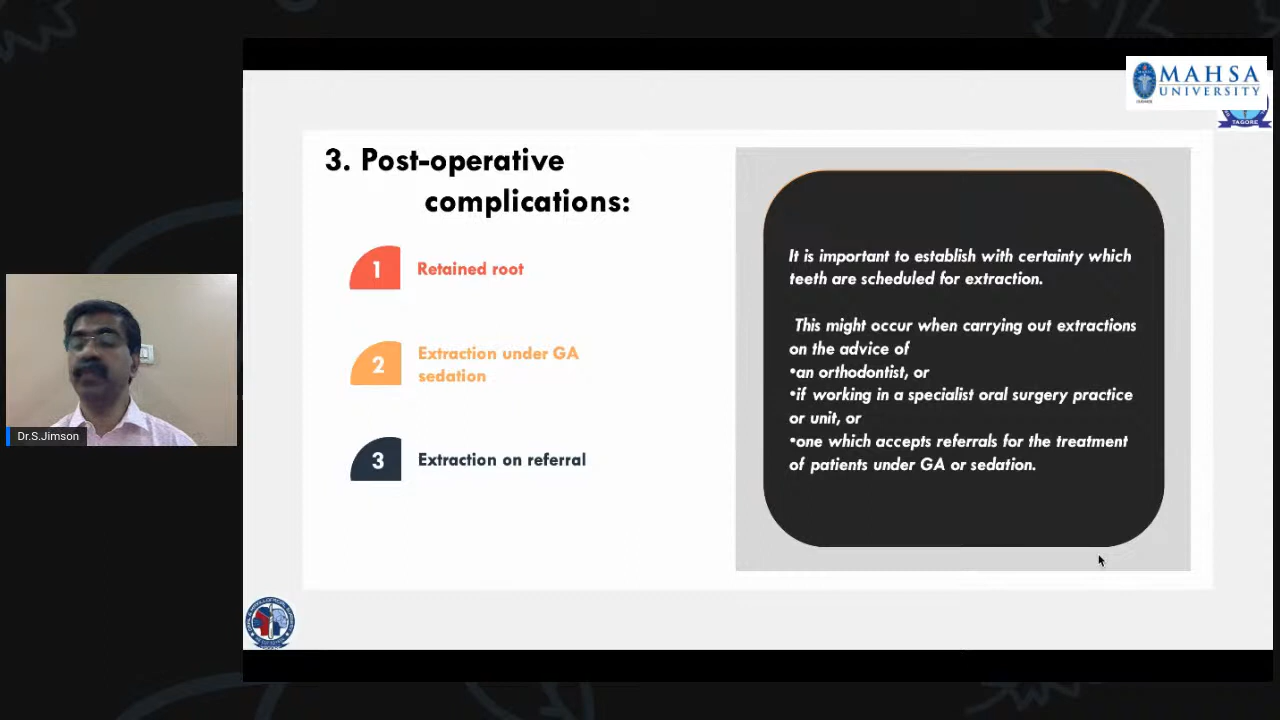 MAHSA
UNIVERSITY
TAGORE
3. Post-operative
complications:
1
Retained root
2
Extraction under GA
sedation
3
Extraction on referral
It is important to establish with certainty which
teeth are scheduled for extraction.
This might occur when carrying out extractions
on the advice of
•an orthodontist, or
•if working in a specialist oral surgery practice
or unit, or
•one which accepts referrals for the treatment
of patients under GA or sedation.
Dr.S.Jimson